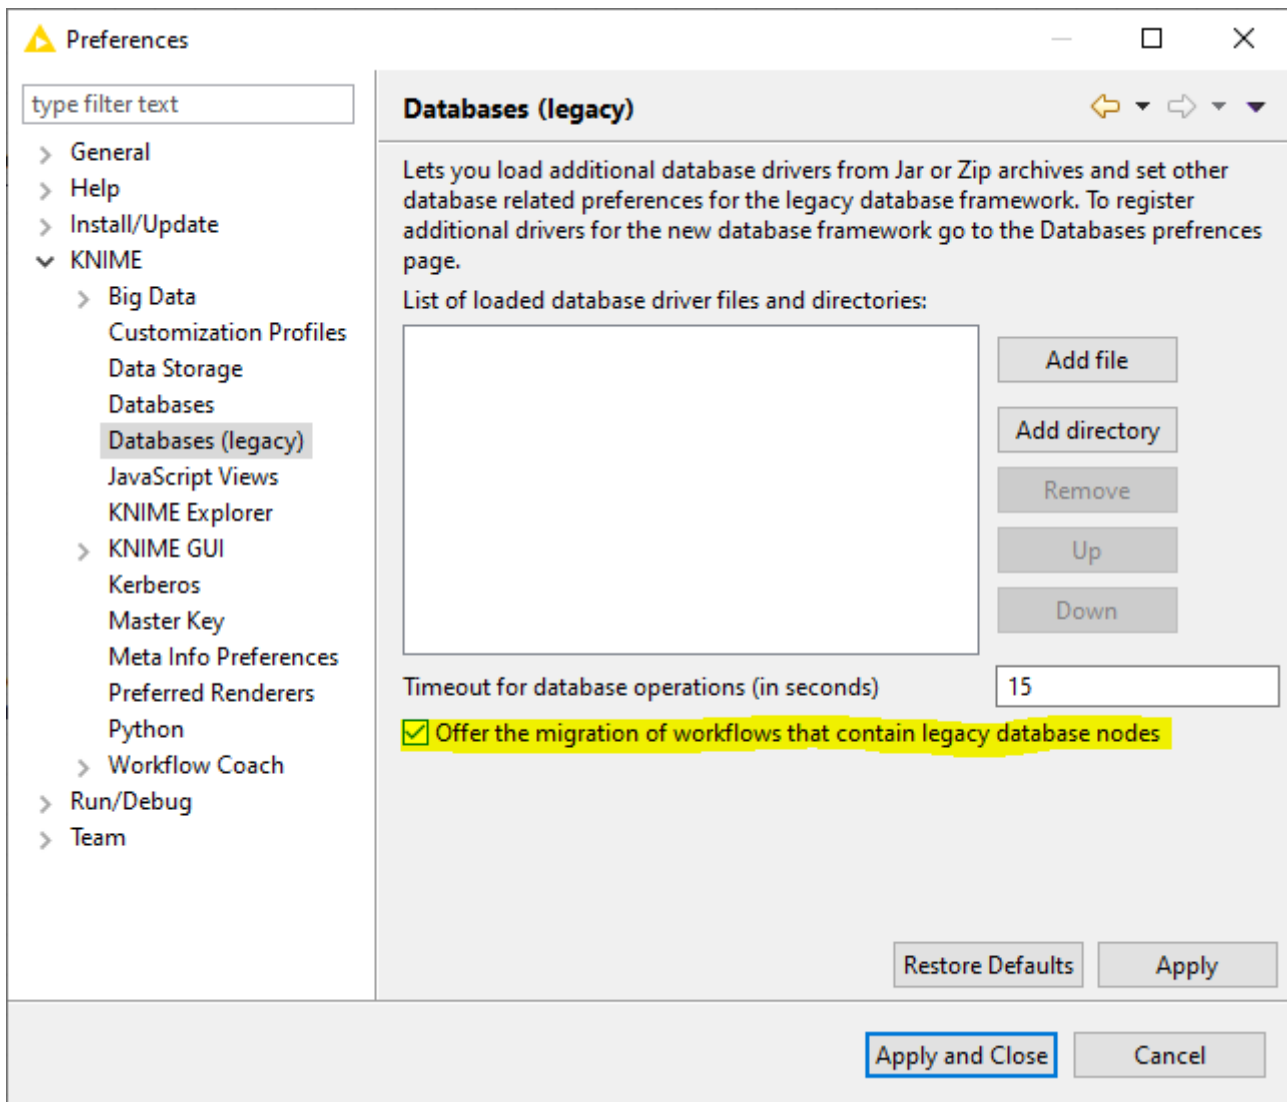 Preferences
type filter text
General
Help
Install/Update
KNIME
Big Data
Customization Profiles
Data Storage
Databases
Databases (legacy)
JavaScript Views
KNIME Explorer
KNIME GUI
Kerberos
Master Key
Meta Info Preferences
Preferred Renderers
Python
Workflow Coach
Run/Debug
Team
Databases (legacy)
Lets you load additional database drivers from Jar or Zip archives and set other
database related preferences for the legacy database framework. To register
additional drivers for the new database framework go to the Databases prefrences
page.
List of loaded database driver files and directories:
Add file
Add directory
Remove
Up
Down
Timeout for database operations (in seconds)
15
Offer the migration of workflows that contain legacy database nodes
Restore Defaults
Apply
Apply and Close
Cancel